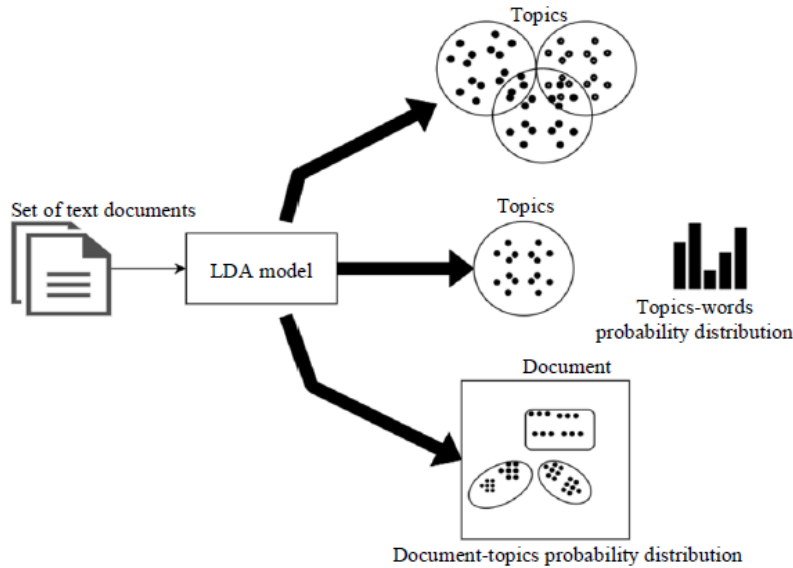 Topics
Set of text documents
LDA model
Topics
Topics-words
probability distribution
Document
Document-topics probability distribution